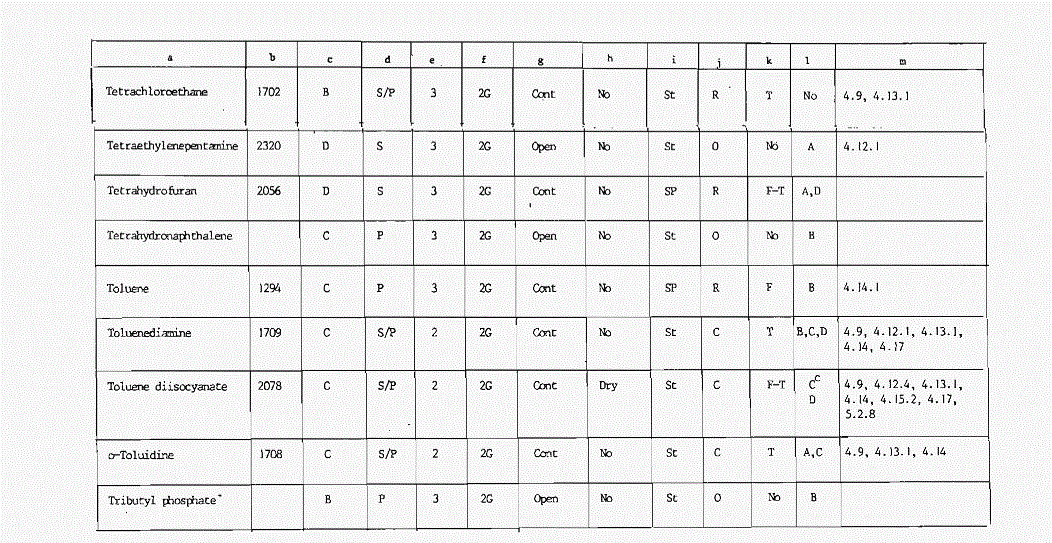 a b c d e f g h i j k l m
Tetrachloroethane 1702 B S/P 3 2G Cont No St R T No 4.9, 4.13.1
Tetraethylenepentamine 2320 D S 3 2G Open No St O No A 4.12.1
Tetrahydrofuran 2056 D S 3 2G Cont No SP R F-T A,D
Tetrahydronaphthalene C P 3 2G Open No St O No B
Toluene 1294 C P 3 2G Cont No SP R F B 4.14.1
Toluenediamine 1709 C S/P 2 2G Cont No St C T B,C,D 4.9, 4.12.1, 4.13.1,
4.14, 4.17
Toluene diisocyanate 2078 C S/P 2 2G Cont Dry St C F-T Cᶜ 4.9, 4.12.4, 4.13.1,
D 4.14, 4.15.2, 4.17,
5.2.8
o-Toluidine 1708 C S/P 2 2G Cont No St C T A,C 4.9, 4.13.1, 4.14
Tributyl phosphate B P 3 2G Open No St O No B